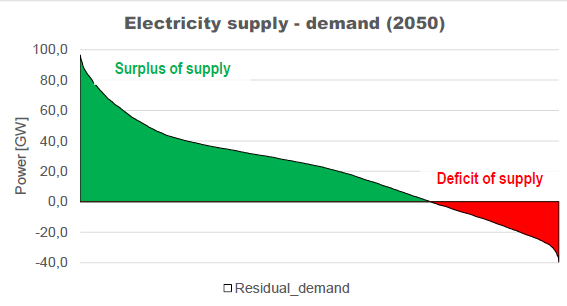 Electricity supply - demand (2050)
100,0
80,0
60,0
40,0
20,0
0,0
-20,0
-40,0
Power [GW]
Surplus of supply
Deficit of supply
Residual_demand